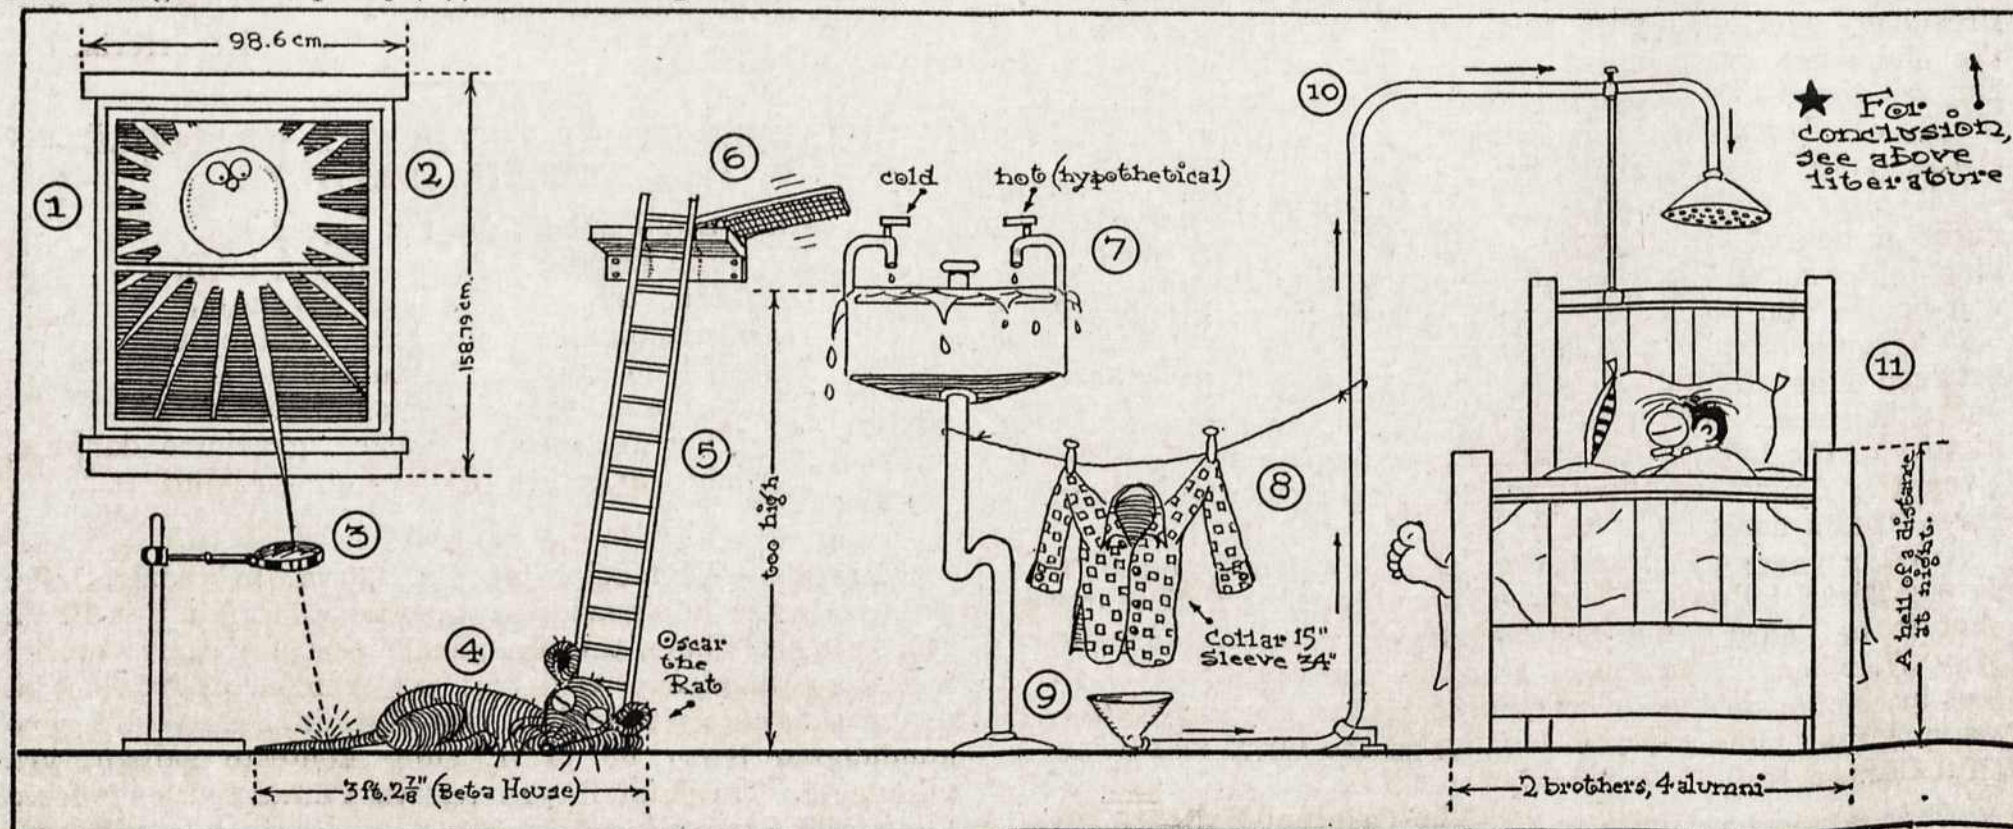 98.6 cm.
1
2
158.79 cm.
3
4
Oscar
the
Rat
3 ft. 2 7/8" (Beta House)
5
6
too high
cold
hot (hypothetical)
7
8
Collar 15"
Sleeve 34"
9
10
★ For
conclusion,
see above
literature
11
A hell of a distance
at night.
2 brothers, 4 alumni